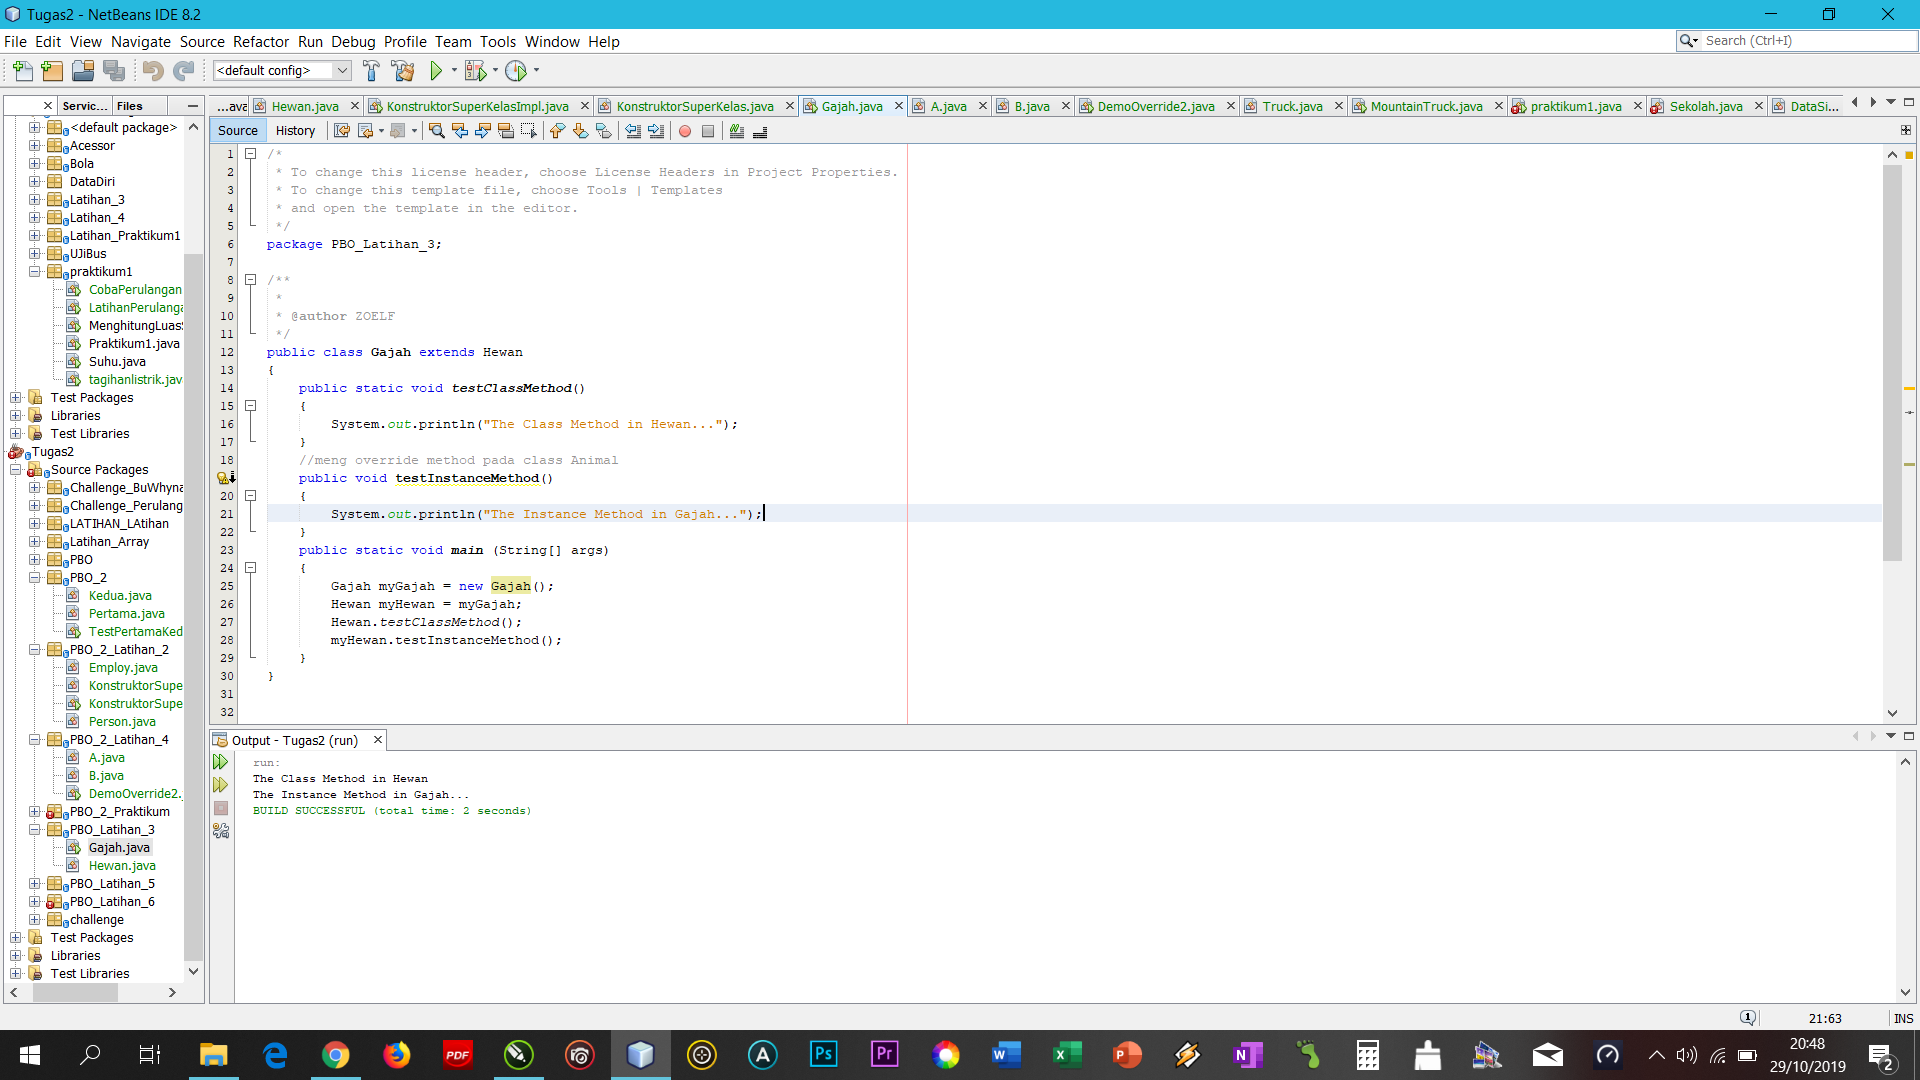 Tugas2 - NetBeans IDE 8.2
File Edit View Navigate Source Refactor Run Debug Profile Team Tools Window Help
Search (Ctrl+I)
<default config>
Servic... Files
...ava Hewan.java KonstruktorSuperKelasImpl.java KonstruktorSuperKelas.java Gajah.java A.java B.java DemoOverride2.java Truck.java MountainTruck.java praktikum1.java Sekolah.java DataSi...
Source History
<default package>
Acessor
Bola
DataDiri
Latihan_3
Latihan_4
Latihan_Praktikum1
UJiBus
praktikum1
CobaPerulangan
LatihanPerulanga
MenghitungLuasS
Praktikum1.java
Suhu.java
tagihanlistrik.jav
Test Packages
Libraries
Test Libraries
Tugas2
Source Packages
Challenge_BuWhyna
Challenge_Perulang
LATIHAN_LAtihan
Latihan_Array
PBO
PBO_2
Kedua.java
Pertama.java
TestPertamaKed
PBO_2_Latihan_2
Employ.java
KonstruktorSupe
KonstruktorSupe
Person.java
PBO_2_Latihan_4
A.java
B.java
DemoOverride2.
PBO_2_Praktikum
PBO_Latihan_3
Gajah.java
Hewan.java
PBO_Latihan_5
PBO_Latihan_6
challenge
Test Packages
Libraries
Test Libraries
1 /*
2 * To change this license header, choose License Headers in Project Properties.
3 * To change this template file, choose Tools | Templates
4 * and open the template in the editor.
5 */
6 package PBO_Latihan_3;
7
8 /**
9 *
10 * @author ZOELF
11 */
12 public class Gajah extends Hewan
13 {
14 public static void testClassMethod()
15 {
16 System.out.println("The Class Method in Hewan...");
17 }
18 //meng override method pada class Animal
public void testInstanceMethod()
20 {
21 System.out.println("The Instance Method in Gajah...");
22 }
23 public static void main (String[] args)
24 {
25 Gajah myGajah = new Gajah();
26 Hewan myHewan = myGajah;
27 Hewan.testClassMethod();
28 myHewan.testInstanceMethod();
29 }
30 }
31
32
Output - Tugas2 (run)
run:
The Class Method in Hewan
The Instance Method in Gajah...
BUILD SUCCESSFUL (total time: 2 seconds)
1 21:63 INS
PDF
Ps
Pr
20:48
29/10/2019
2